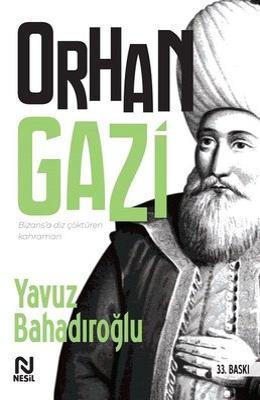 ORHAN
GAZİ
Bizans'a diz çöktüren
kahraman
Yavuz
Bahadıroğlu
NESİL
33. BASKI